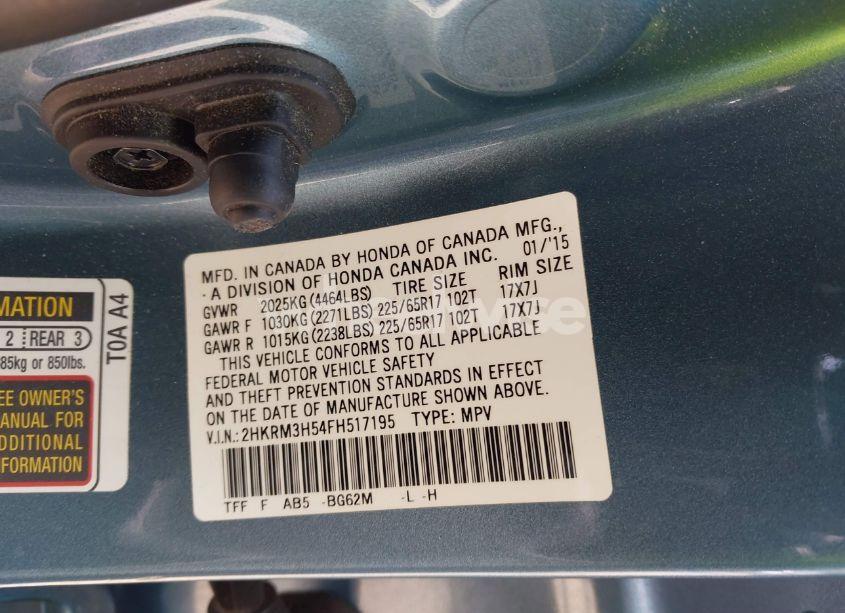 MFD. IN CANADA BY HONDA OF CANADA MFG.,
· A DIVISION OF HONDA CANADA INC. 01/'15
GVWR 2025KG (4464LBS) TIRE SIZE RIM SIZE
GAWR F 1030KG (2271LBS) 225/65R17 102T 17X7J
GAWR R 1015KG (2238LBS) 225/65R17 102T 17X7J
THIS VEHICLE CONFORMS TO ALL APPLICABLE
FEDERAL MOTOR VEHICLE SAFETY
AND THEFT PREVENTION STANDARDS IN EFFECT
ON THE DATE OF MANUFACTURE SHOWN ABOVE.
V.I.N.: 2HKRM3H54FH517195 TYPE: MPV
TFF F AB5 -BG62M -L -H
MATION
2 REAR 3
85kg or 850lbs.
EE OWNER'S
ANUAL FOR
DDITIONAL
FORMATION
T0A A4